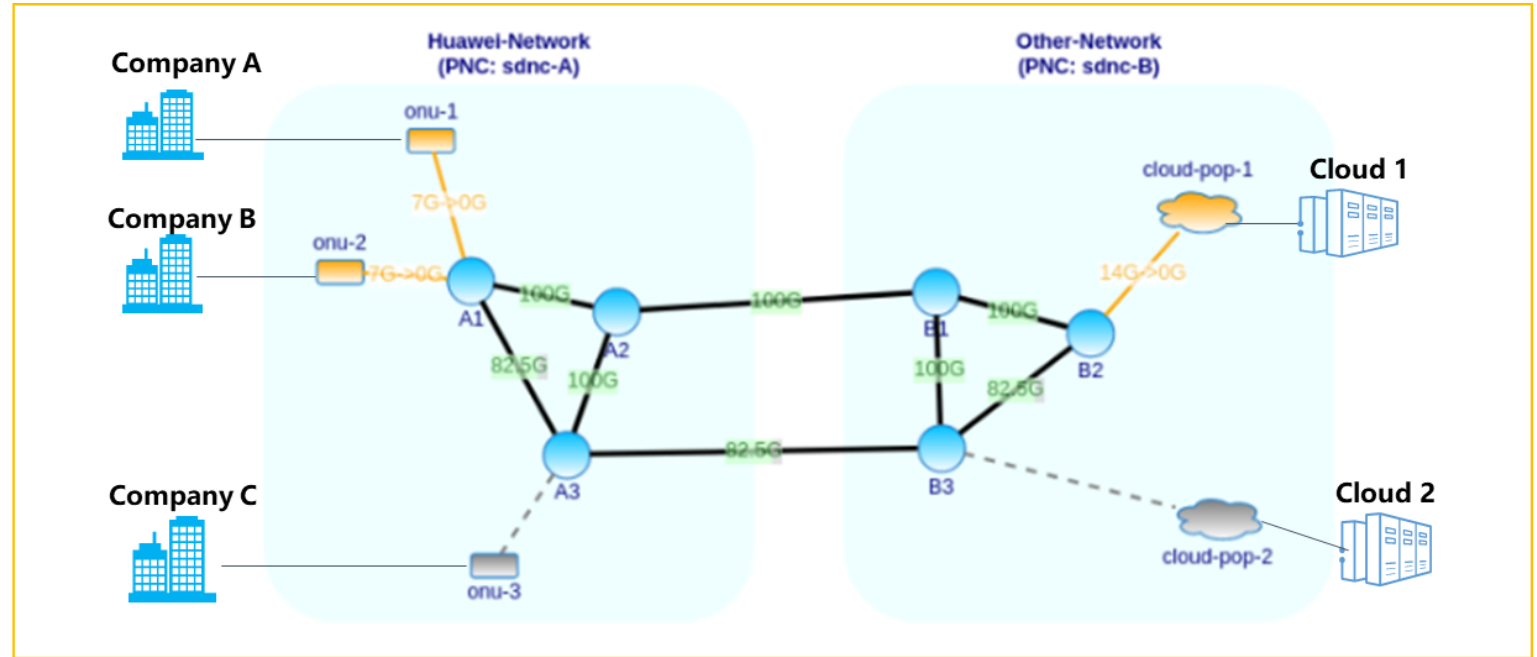 Huawei-Network
(PNC: sdnc-A)
Other-Network
(PNC: sdnc-B)
Company A
onu-1
cloud-pop-1
Cloud 1
7G->0G
Company B
onu-2
7G->0G
14G->0G
100G
100G
100G
A1
A2
B1
B2
82.5G
100G
100G
82.5G
82.5G
A3
B3
Company C
Cloud 2
cloud-pop-2
onu-3